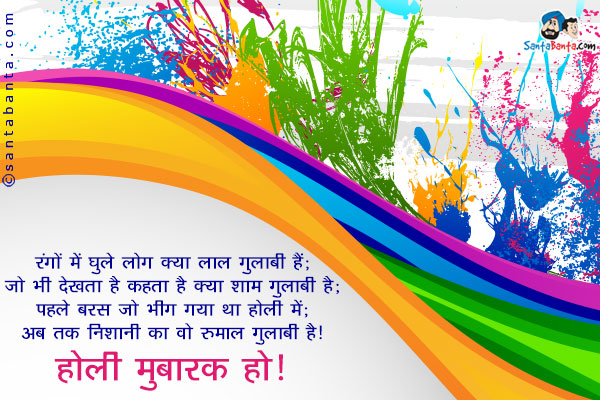 SantaBanta.com
©santabanta.com
रंगों में घुले लोग क्या लाल गुलाबी हैं;
जो भी देखता है कहता है क्या शाम गुलाबी है;
पहले बरस जो भींग गया था होली में;
अब तक निशानी का वो रुमाल गुलाबी है!
होली मुबारक हो!